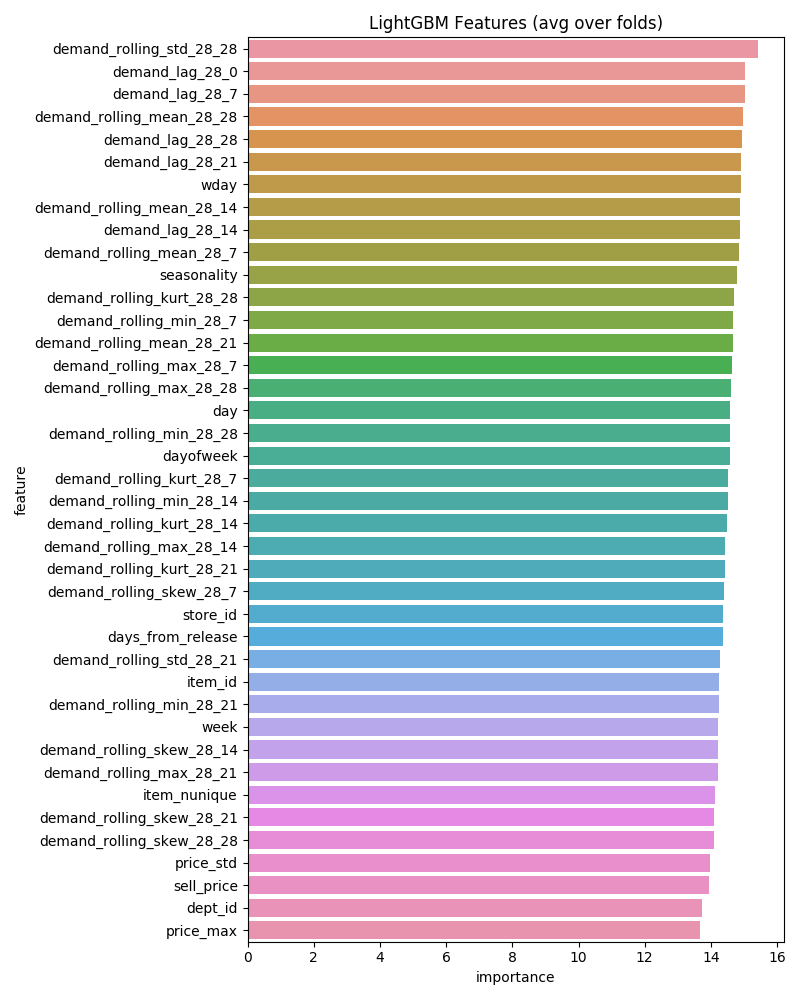 LightGBM Features (avg over folds)
demand_rolling_std_28_28
demand_lag_28_0
demand_lag_28_7
demand_rolling_mean_28_28
demand_lag_28_28
demand_lag_28_21
wday
demand_rolling_mean_28_14
demand_lag_28_14
demand_rolling_mean_28_7
seasonality
demand_rolling_kurt_28_28
demand_rolling_min_28_7
demand_rolling_mean_28_21
demand_rolling_max_28_7
demand_rolling_max_28_28
day
demand_rolling_min_28_28
dayofweek
demand_rolling_kurt_28_7
demand_rolling_min_28_14
demand_rolling_kurt_28_14
demand_rolling_max_28_14
demand_rolling_kurt_28_21
demand_rolling_skew_28_7
store_id
days_from_release
demand_rolling_std_28_21
item_id
demand_rolling_min_28_21
week
demand_rolling_skew_28_14
demand_rolling_max_28_21
item_nunique
demand_rolling_skew_28_21
demand_rolling_skew_28_28
price_std
sell_price
dept_id
price_max
feature
0 2 4 6 8 10 12 14 16
importance